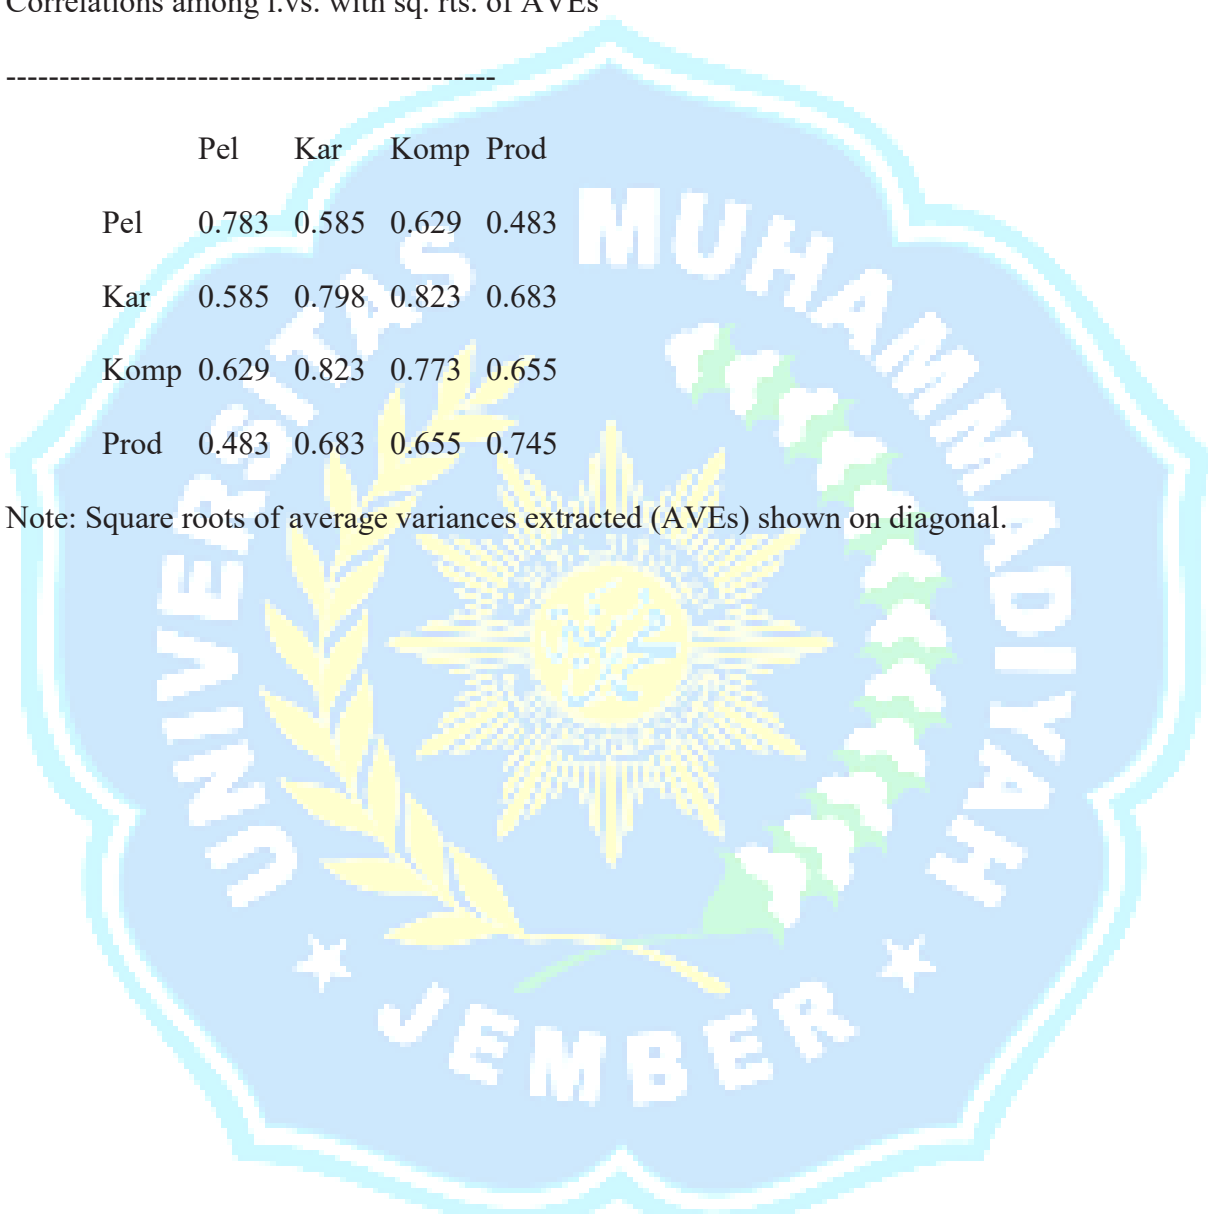 Correlations among l.vs. with sq. rts. of AVEs
----------------------------------------------
Pel Kar Komp Prod
Pel 0.783 0.585 0.629 0.483
Kar 0.585 0.798 0.823 0.683
Komp 0.629 0.823 0.773 0.655
Prod 0.483 0.683 0.655 0.745
Note: Square roots of average variances extracted (AVEs) shown on diagonal.
UNIVERSITAS MUHAMMADIYAH
JEMBER